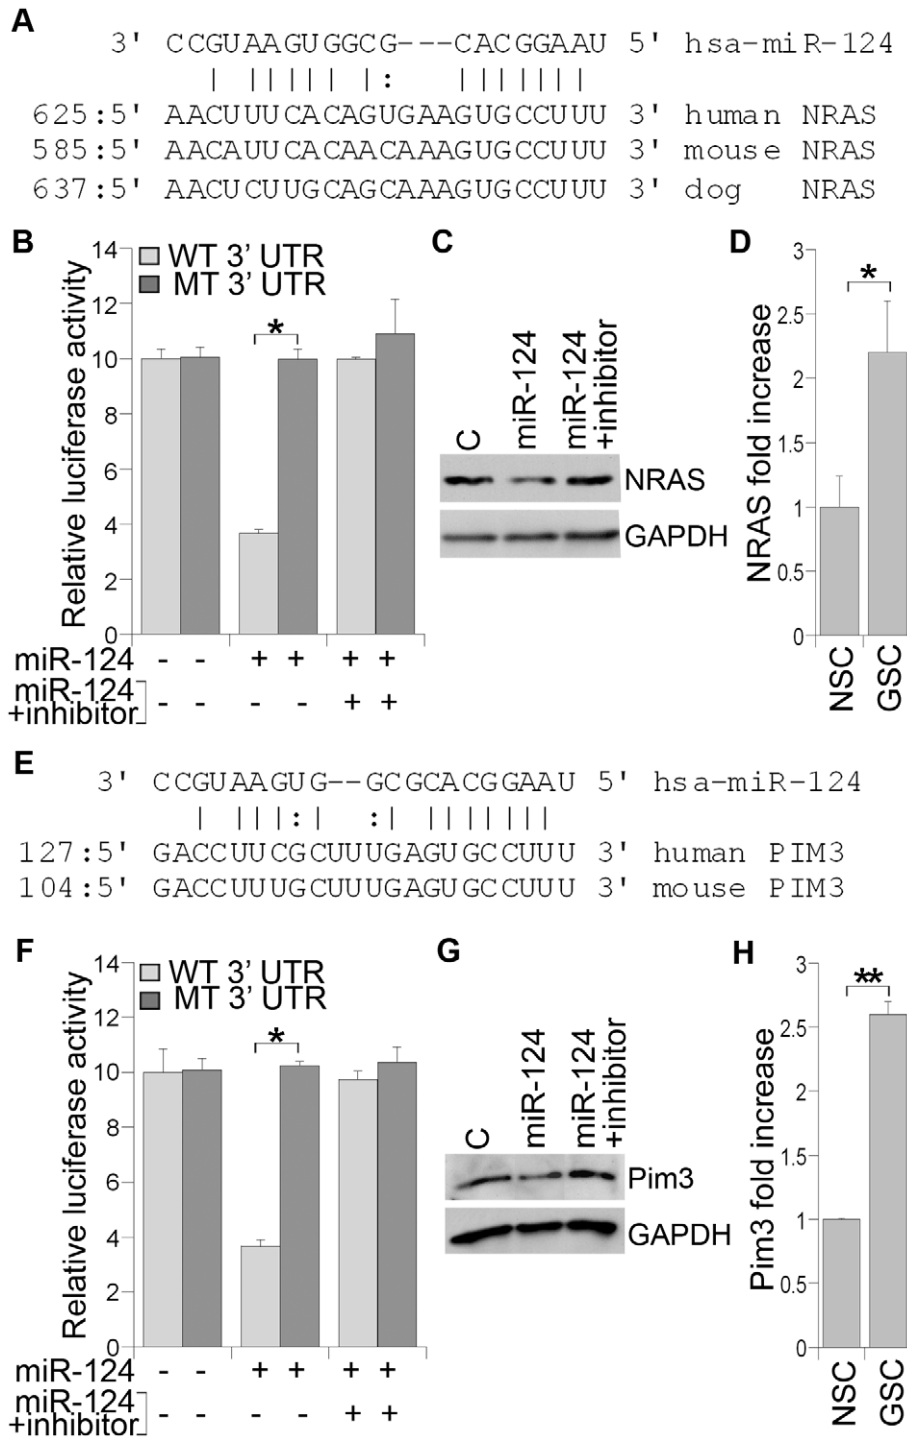 A
3' CCGUAAGUGGCG---CACGGAAU 5' hsa-miR-124
| ||||| |: |||||||
625:5' AACUUUCACAGUGAAGUGCCUUU 3' human NRAS
585:5' AACAUUCACAACAAAGUGCCUUU 3' mouse NRAS
637:5' AACUCUUGCAGCAAAGUGCCUUU 3' dog NRAS
B
14
12
10
8
6
4
2
0
Relative luciferase activity
WT 3’ UTR
MT 3’ UTR
*
miR-124 - - + + + +
miR-124
+inhibitor - - - - + +
C
C
miR-124
miR-124
+inhibitor
NRAS
GAPDH
D
3
2.5
2
1.5
1
0.5
0
NRAS fold increase
*
NSC
GSC
E
3' CCGUAAGUG--GCGCACGGAAU 5' hsa-miR-124
| |||:| :| |||||||
127:5' GACCUUCGCUUUGAGUGCCUUU 3' human PIM3
104:5' GACCUUUGCUUUGAGUGCCUUU 3' mouse PIM3
F
14
12
10
8
6
4
2
0
Relative luciferase activity
WT 3’ UTR
MT 3’ UTR
*
miR-124 - - + + + +
miR-124
+inhibitor - - - - + +
G
C
miR-124
miR-124
+inhibitor
Pim3
GAPDH
H
3
2.5
2
1.5
1
0.5
0
Pim3 fold increase
**
NSC
GSC